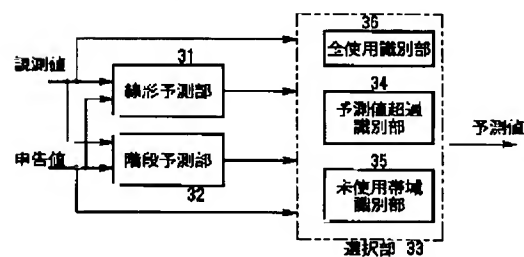 36
全使用識別部
観測値
31
線形予測部
34
予測値超過
識別部
予測値
申告値
階段予測部
32
35
未使用帯域
識別部
選択部 33